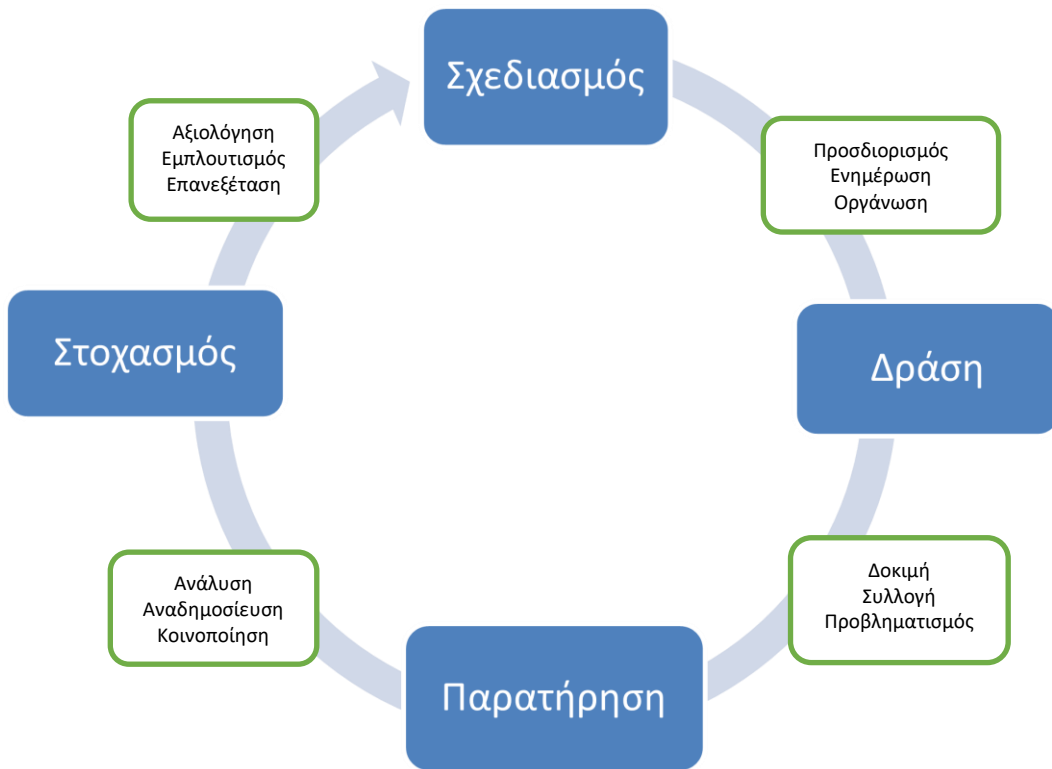 Σχεδιασμός
Αξιολόγηση
Εμπλουτισμός
Επανεξέταση
Προσδιορισμός
Ενημέρωση
Οργάνωση
Στοχασμός
Δράση
Ανάλυση
Αναδημοσίευση
Κοινοποίηση
Δοκιμή
Συλλογή
Προβληματισμός
Παρατήρηση